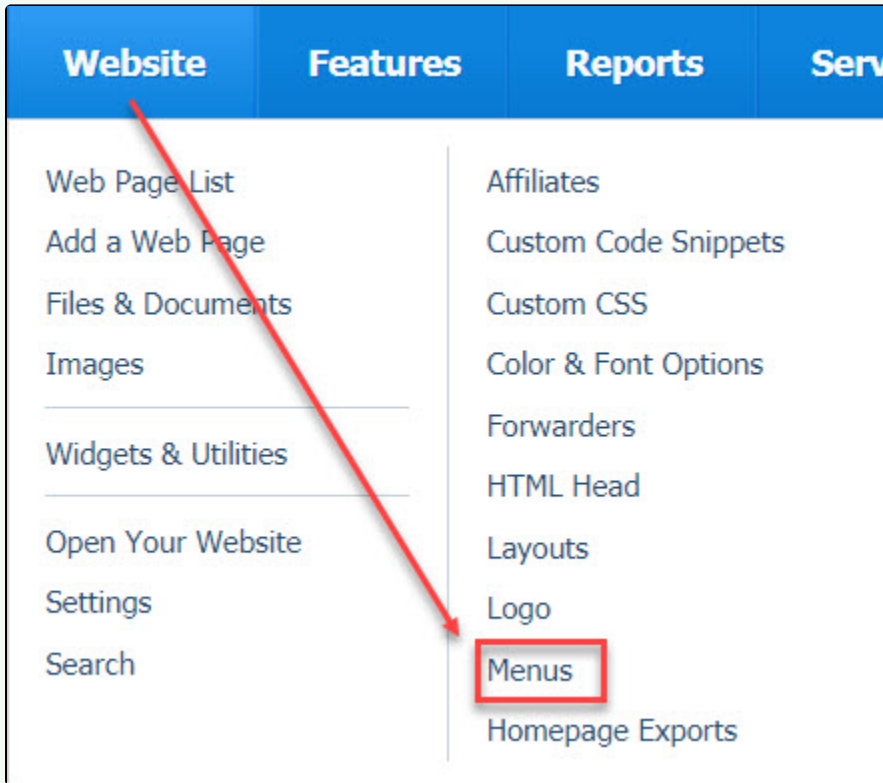 Website Features Reports Serv
Web Page List
Add a Web Page
Files & Documents
Images
Widgets & Utilities
Open Your Website
Settings
Search
Affiliates
Custom Code Snippets
Custom CSS
Color & Font Options
Forwarders
HTML Head
Layouts
Logo
Menus
Homepage Exports